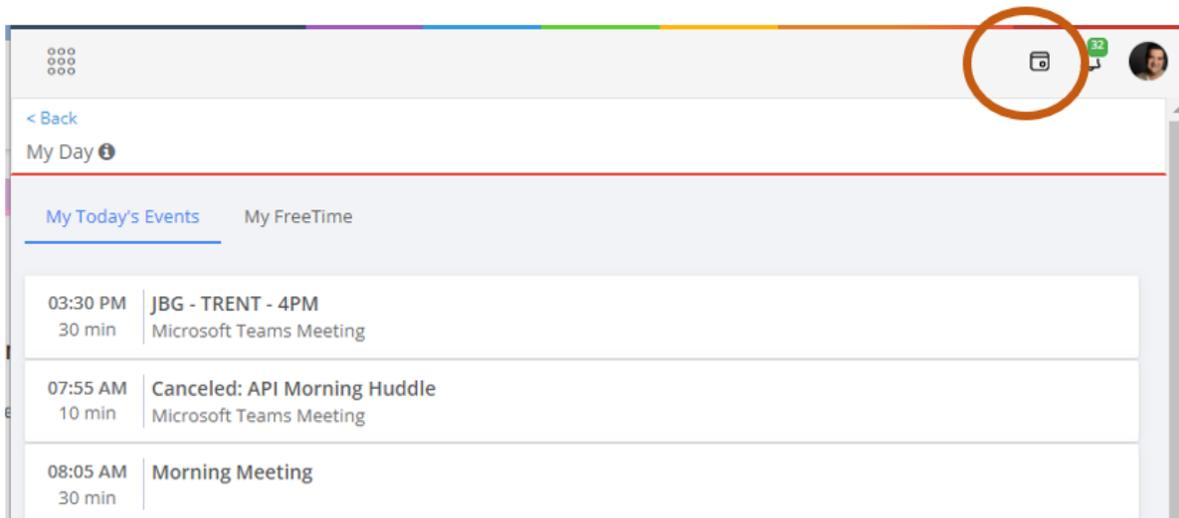 32
< Back
My Day
My Today's Events My FreeTime
03:30 PM JBG - TRENT - 4PM
30 min Microsoft Teams Meeting
07:55 AM Canceled: API Morning Huddle
10 min Microsoft Teams Meeting
08:05 AM Morning Meeting
30 min